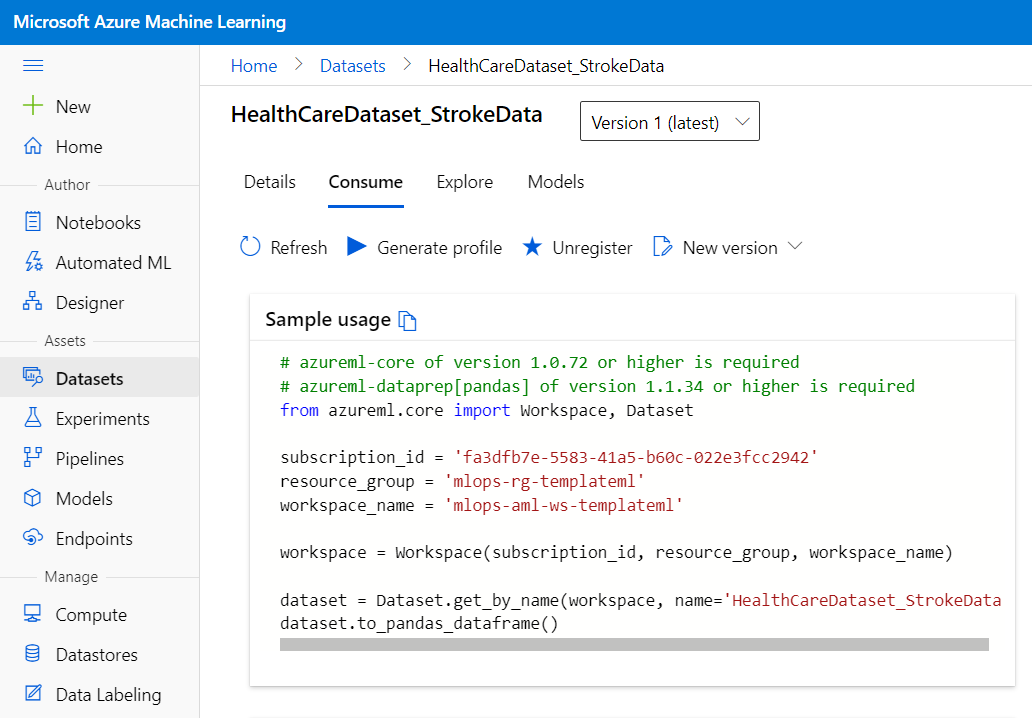 Microsoft Azure Machine Learning
Home > Datasets > HealthCareDataset_StrokeData
New
Home
Author
Notebooks
Automated ML
Designer
Assets
Datasets
Experiments
Pipelines
Models
Endpoints
Manage
Compute
Datastores
Data Labeling
HealthCareDataset_StrokeData
Version 1 (latest)
Details Consume Explore Models
Refresh Generate profile Unregister New version
Sample usage
# azureml-core of version 1.0.72 or higher is required
# azureml-dataprep[pandas] of version 1.1.34 or higher is required
from azureml.core import Workspace, Dataset
subscription_id = 'fa3dfb7e-5583-41a5-b60c-022e3fcc2942'
resource_group = 'mlops-rg-templateml'
workspace_name = 'mlops-aml-ws-templateml'
workspace = Workspace(subscription_id, resource_group, workspace_name)
dataset = Dataset.get_by_name(workspace, name='HealthCareDataset_StrokeData
dataset.to_pandas_dataframe()